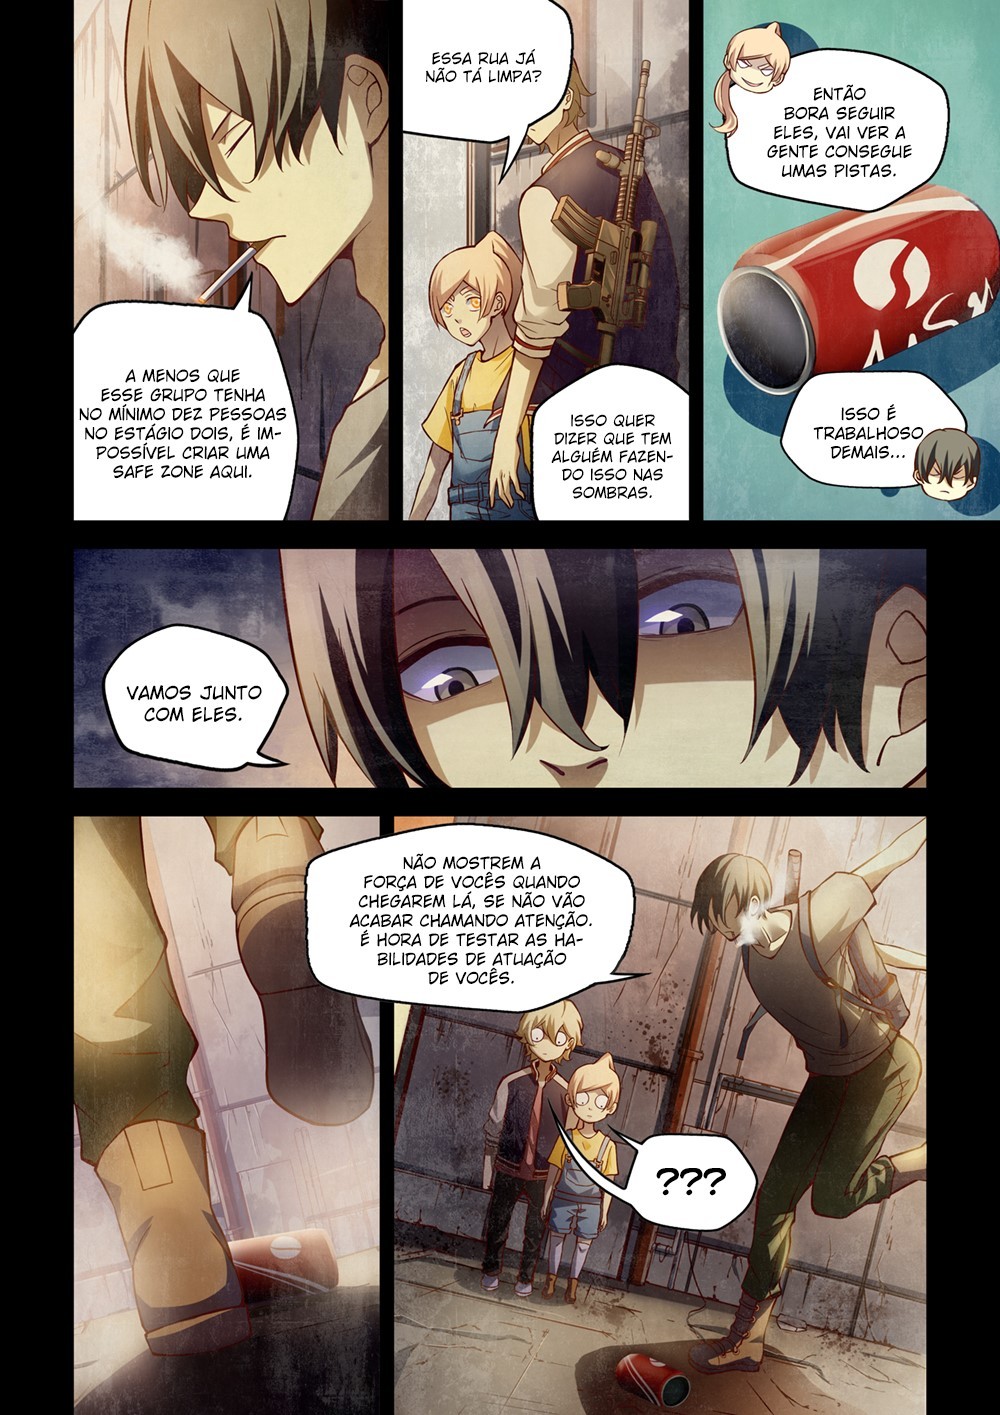 A MENOS QUE
ESSE GRUPO TENHA
NO MÍNIMO DEZ PESSOAS
NO ESTÁGIO DOIS, É IM-
POSSÍVEL CRIAR UMA
SAFE ZONE AQUI.
ESSA RUA JÁ
NÃO TÁ LIMPA?
ISSO QUER
DIZER QUE TEM
ALGUÉM FAZEN-
DO ISSO NAS
SOMBRAS.
ENTÃO
BORA SEGUIR
ELES, VAI VER A
GENTE CONSEGUE
UMAS PISTAS.
ISSO É
TRABALHOSO
DEMAIS...
VAMOS JUNTO
COM ELES.
NÃO MOSTREM A
FORÇA DE VOCÊS QUANDO
CHEGAREM LÁ, SE NÃO VÃO
ACABAR CHAMANDO ATENÇÃO.
É HORA DE TESTAR AS HA-
BILIDADES DE ATUAÇÃO
DE VOCÊS.
???